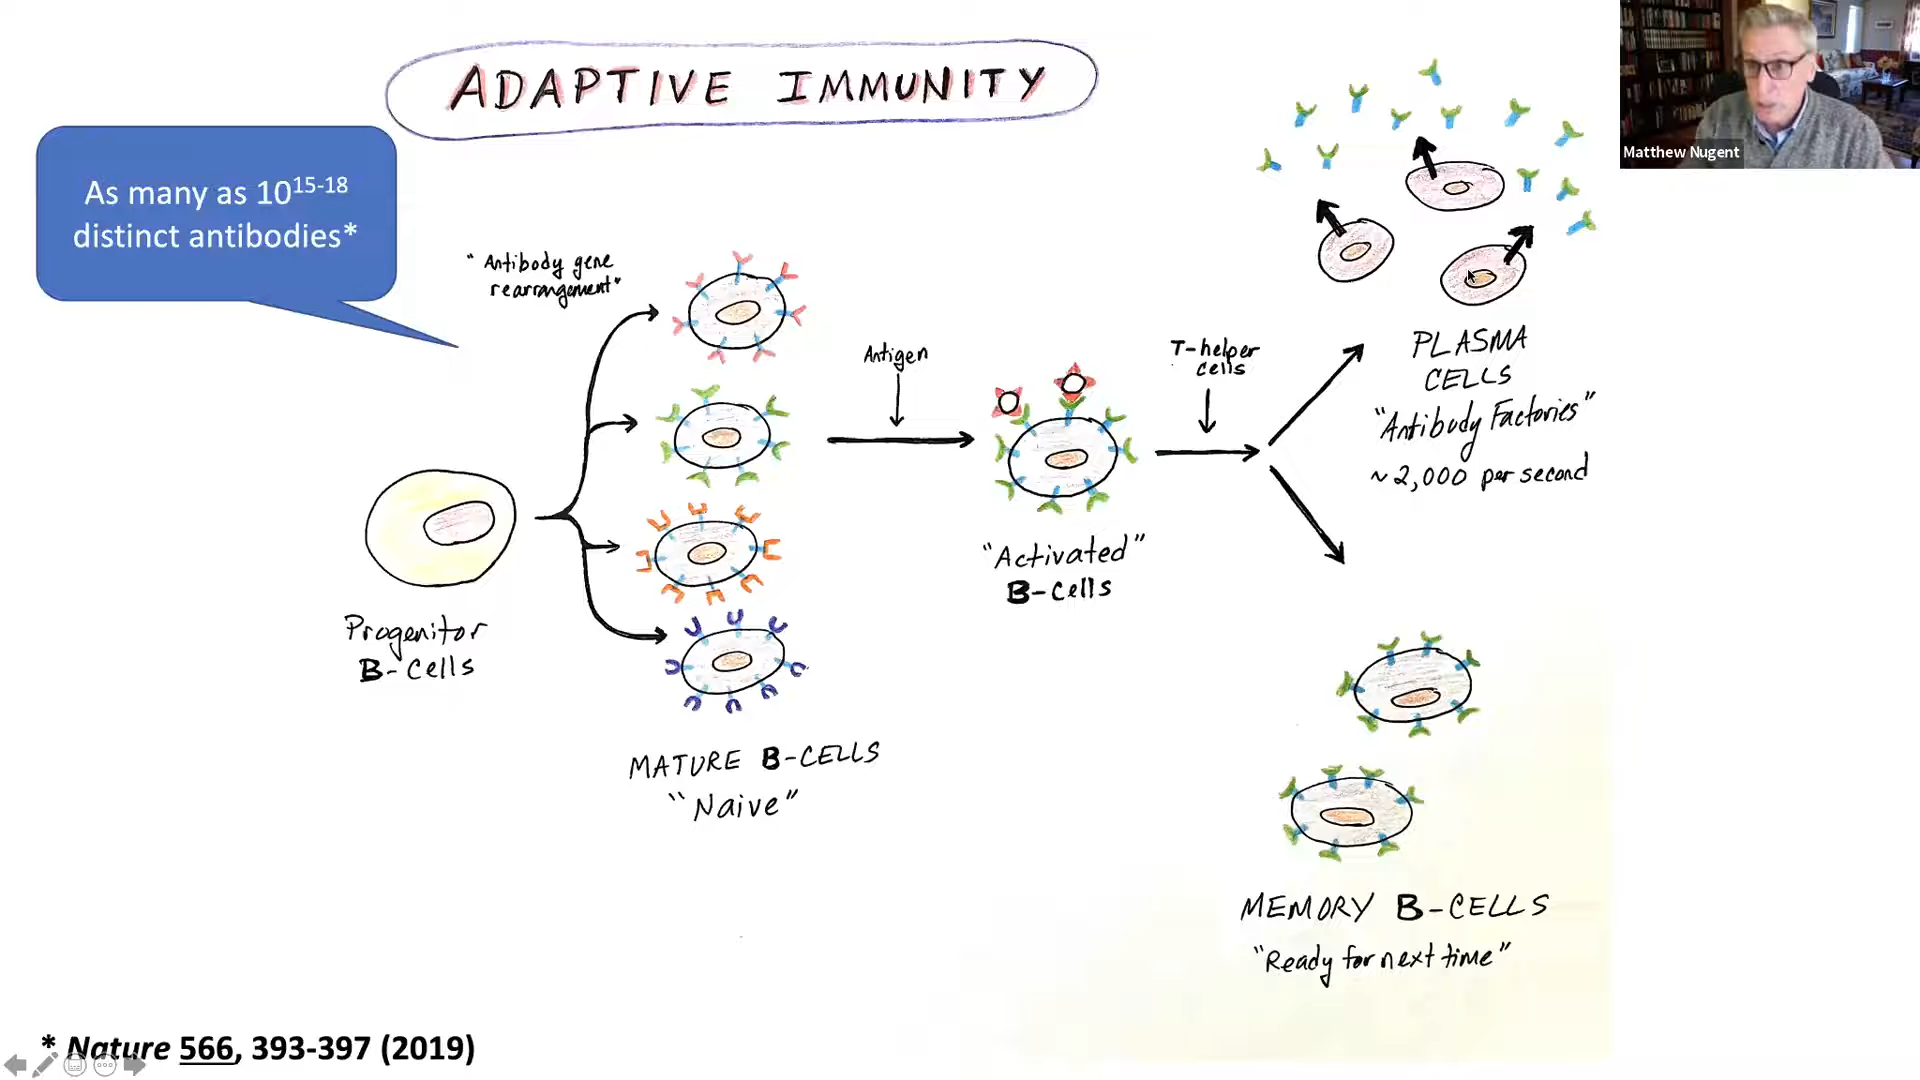 ADAPTIVE IMMUNITY
Matthew Nugent
As many as 10¹⁵⁻¹⁸
distinct antibodies*
"Antibody gene
rearrangement"
Antigen
T-helper
cells
PLASMA
CELLS
"Antibody Factories"
~2,000 per second
"Activated"
B-cells
Progenitor
B-cells
MATURE B-CELLS
"Naive"
MEMORY B-CELLS
"Ready for next time"
* Nature 566, 393-397 (2019)